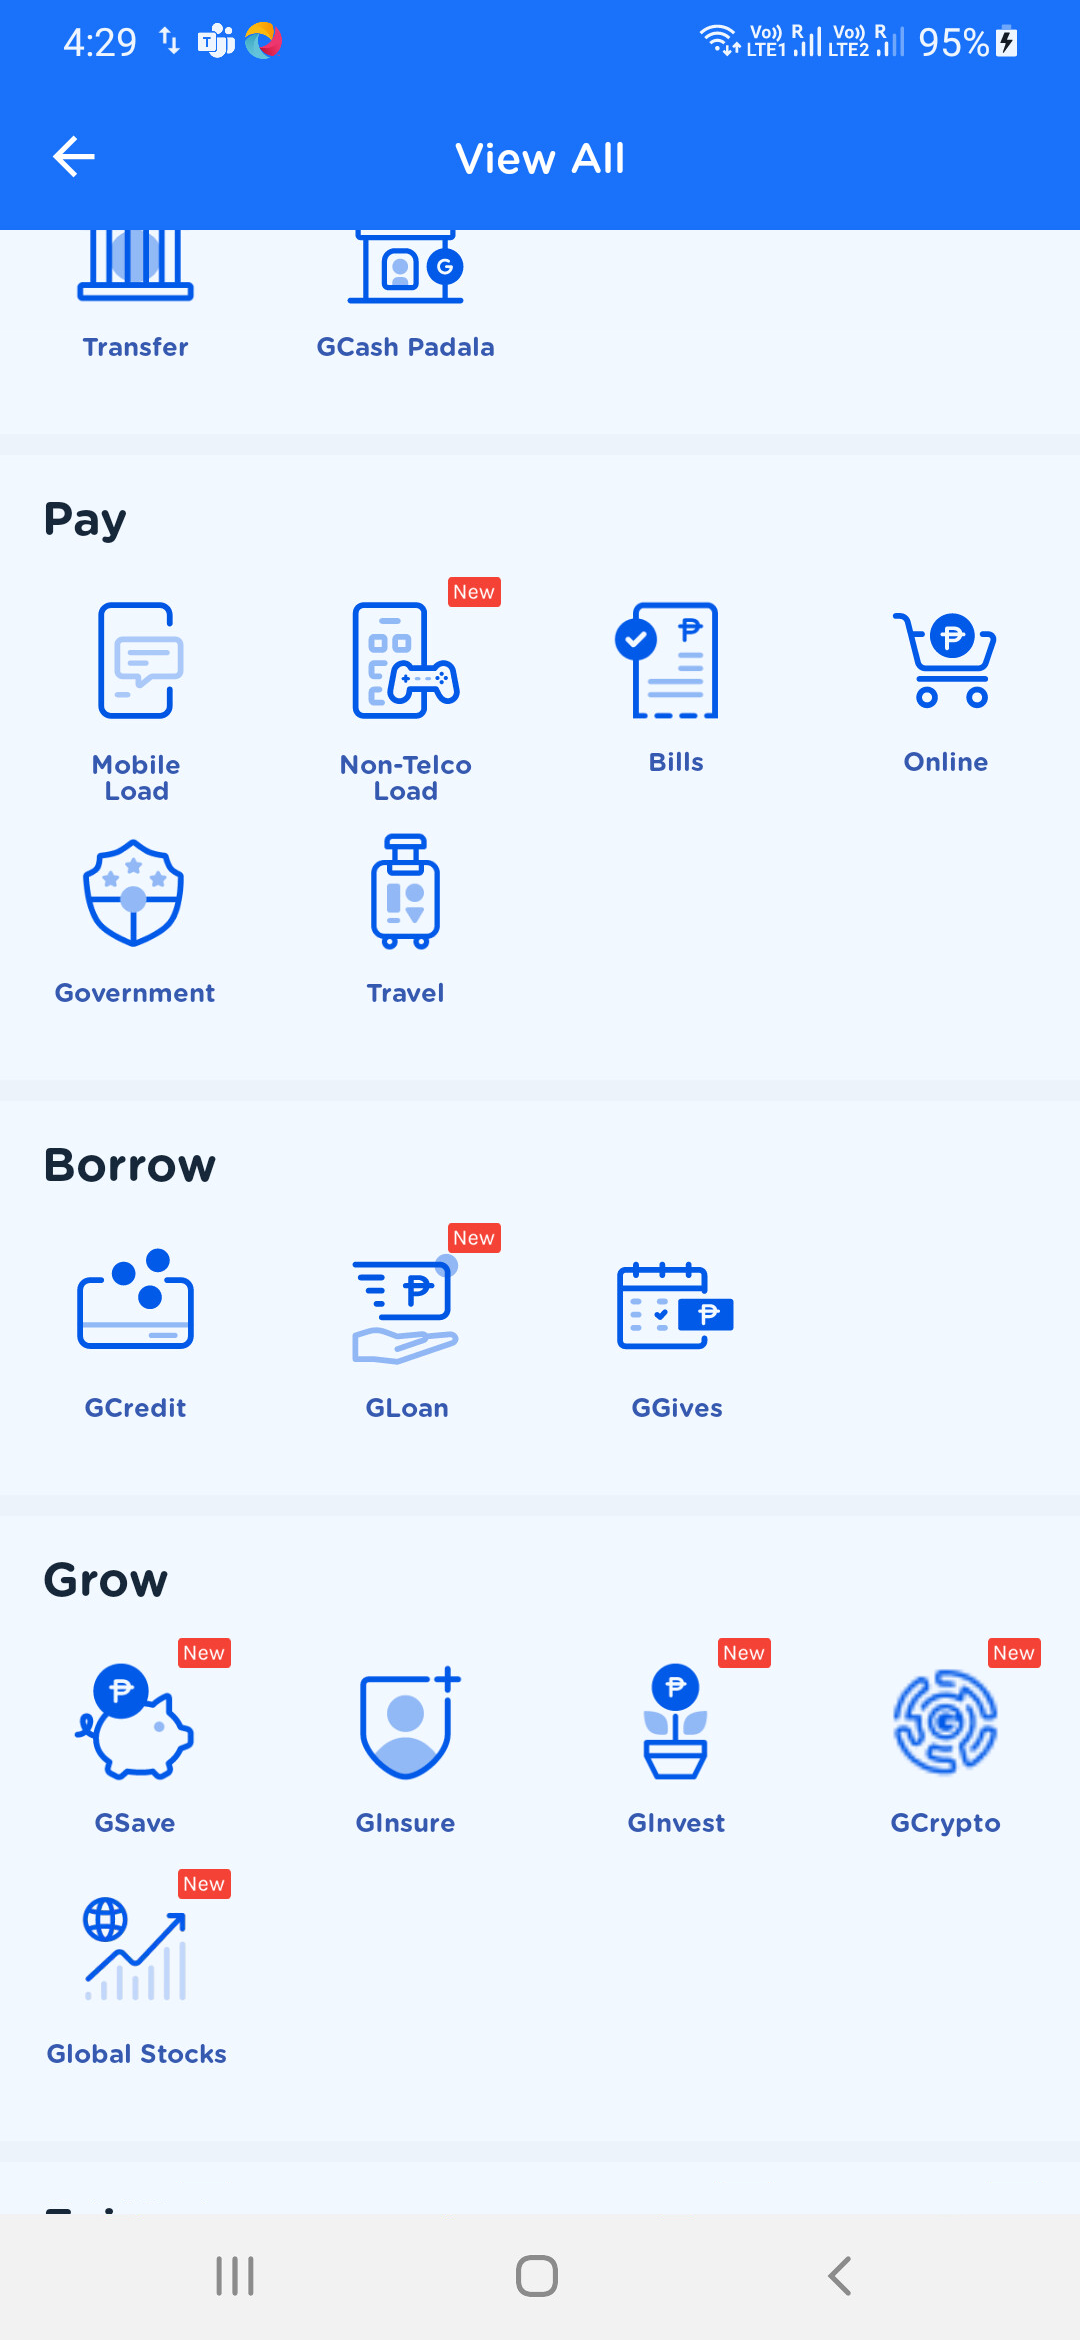 4:29
Vo)) R Vo)) R 95%
LTE1 LTE2
View All
Transfer
GCash Padala
Pay
New
Mobile
Load
Non-Telco
Load
Bills
Online
Government
Travel
Borrow
New
GCredit
GLoan
GGives
Grow
New
New
New
GSave
GInsure
GInvest
GCrypto
New
Global Stocks